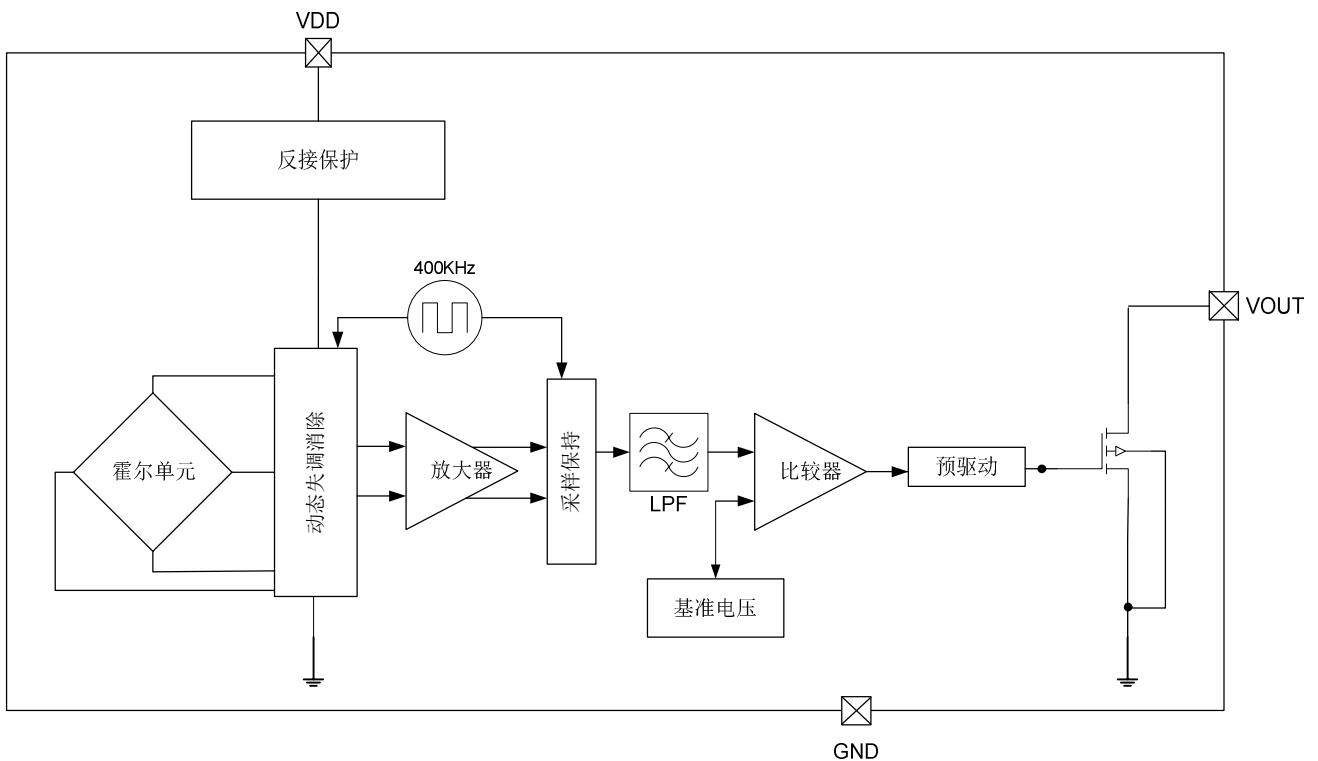 VDD
反接保护
400KHz
VOUT
霍尔单元
动态失调消除
放大器
采样保持
LPF
比较器
预驱动
基准电压
GND